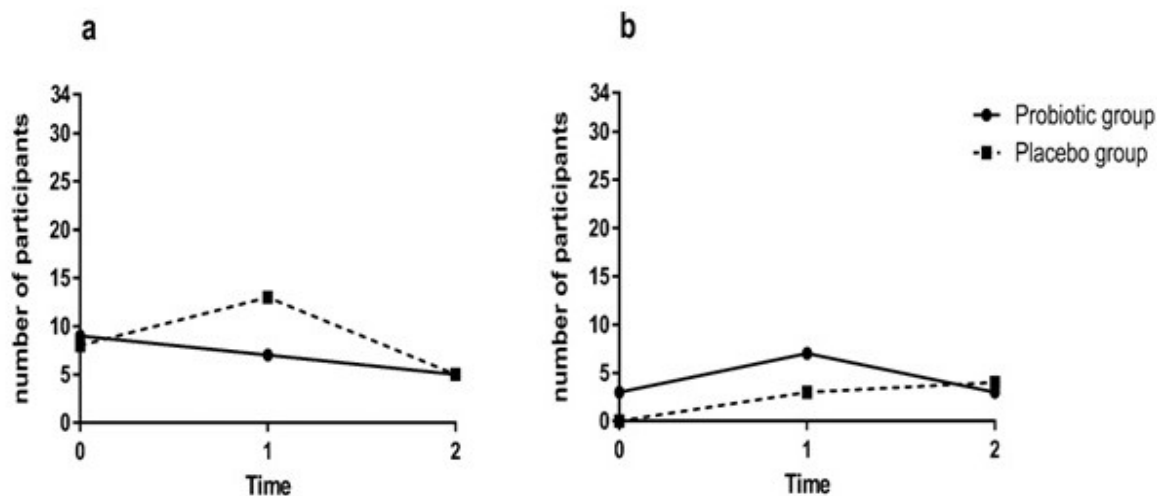 a
number of participants
34
30
25
20
15
10
5
0
0 1 2
Time
b
number of participants
34
30
25
20
15
10
5
0
0 1 2
Time
Probiotic group
Placebo group